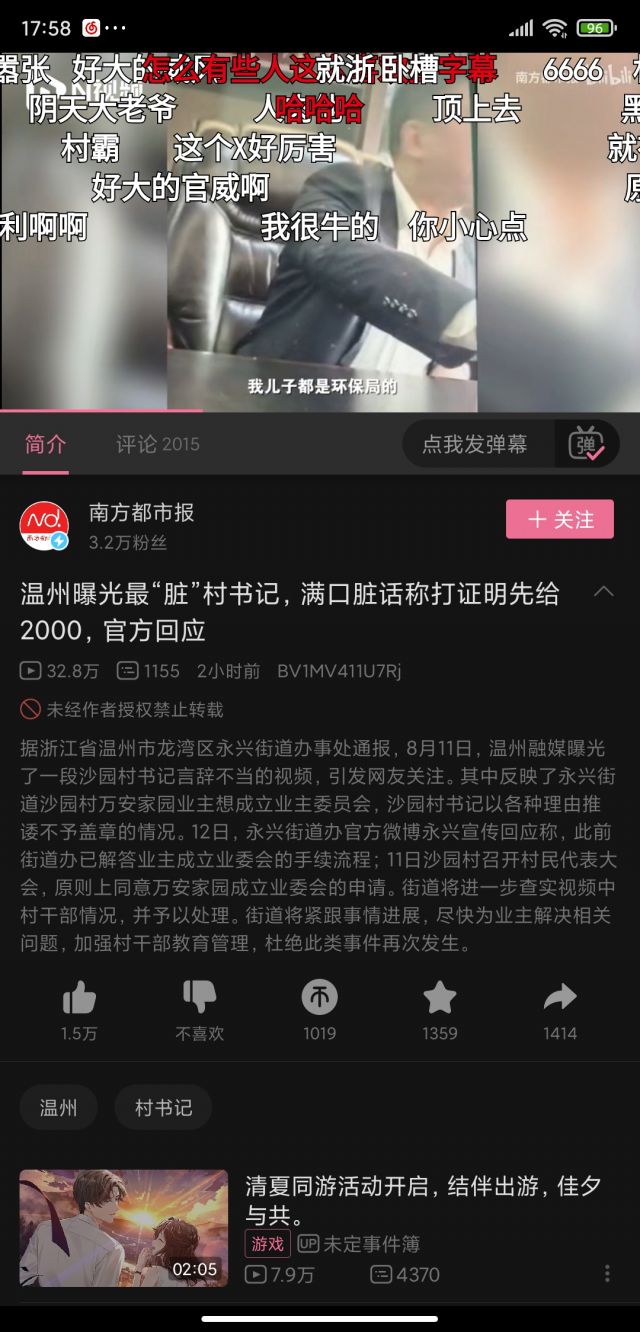 17:58
96
嚣张
好大的
怎么有些人这
就浙卧槽
字幕
6666
N视频
南方都
bilibili
阴天大老爷
哈哈哈
顶上去
村霸
这个X好厉害
好大的官威啊
利啊啊
我很牛的
你小心点
我儿子都是环保局的
简介
评论 2015
点我发弹幕
弹
南方都市报
3.2万粉丝
+ 关注
温州曝光最“脏”村书记，满口脏话称打证明先给
2000，官方回应
32.8万 1155 2小时前 BV1MV411U7Rj
未经作者授权禁止转载
据浙江省温州市龙湾区永兴街道办事处通报，8月11日，温州融媒曝光
了一段沙园村书记言辞不当的视频，引发网友关注。其中反映了永兴街
道沙园村万安家园业主想成立业主委员会，沙园村书记以各种理由推
诿不予盖章的情况。12日，永兴街道办官方微博永兴宣传回应称，此前
街道办已解答业主成立业委会的手续流程；11日沙园村召开村民代表大
会，原则上同意万安家园成立业委会的申请。街道将进一步查实视频中
村干部情况，并予以处理。街道将紧跟事情进展，尽快为业主解决相关
问题，加强村干部教育管理，杜绝此类事件再次发生。
1.5万 不喜欢 1019 1359 1414
温州 村书记
清夏同游活动开启，结伴出游，佳夕
与共。
游戏 UP 未定事件簿
02:05
7.9万 4370